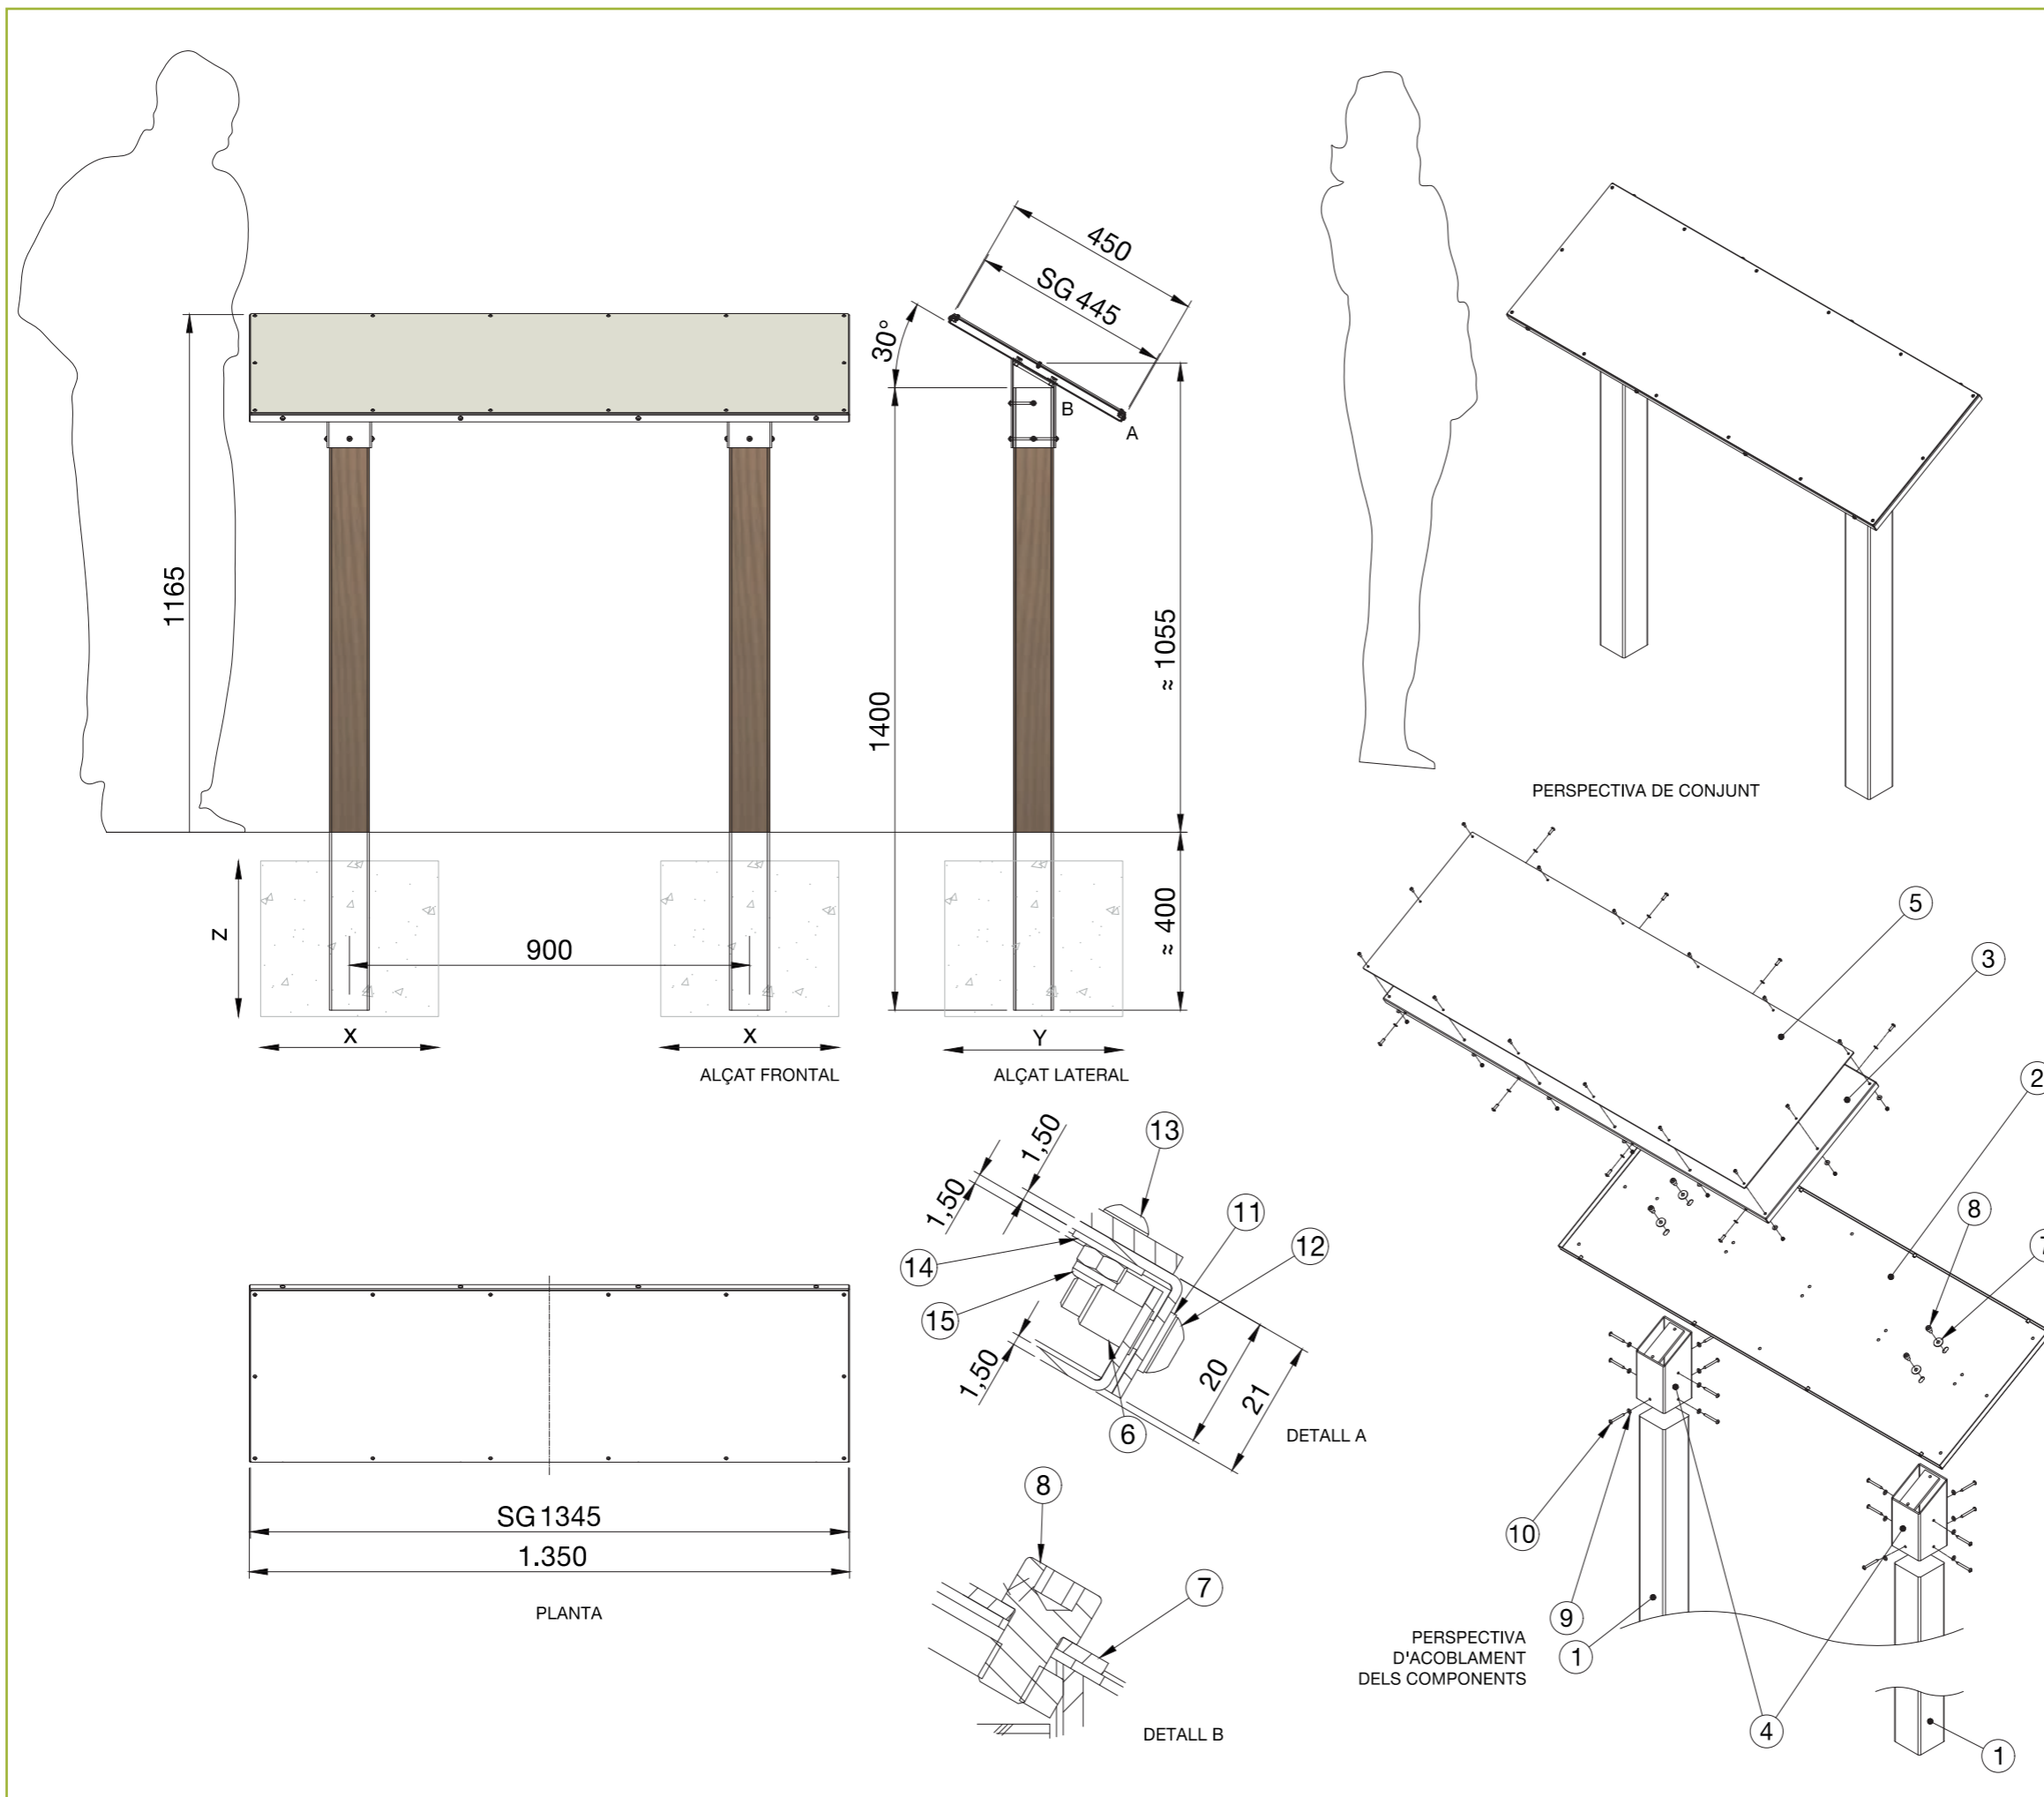 450
SG 445
30°
B
A
1165
1400
≈ 1055
≈ 400
PERSPECTIVA DE CONJUNT
Z
900
X
X
Y
ALÇAT FRONTAL
ALÇAT LATERAL
5
3
2
8
7
1,50
1,50
13
11
12
14
15
1,50
20
21
6
DETALL A
SG 1345
1.350
PLANTA
8
7
DETALL B
10
9
1
PERSPECTIVA
D'ACOBLAMENT
DELS COMPONENTS
4
1